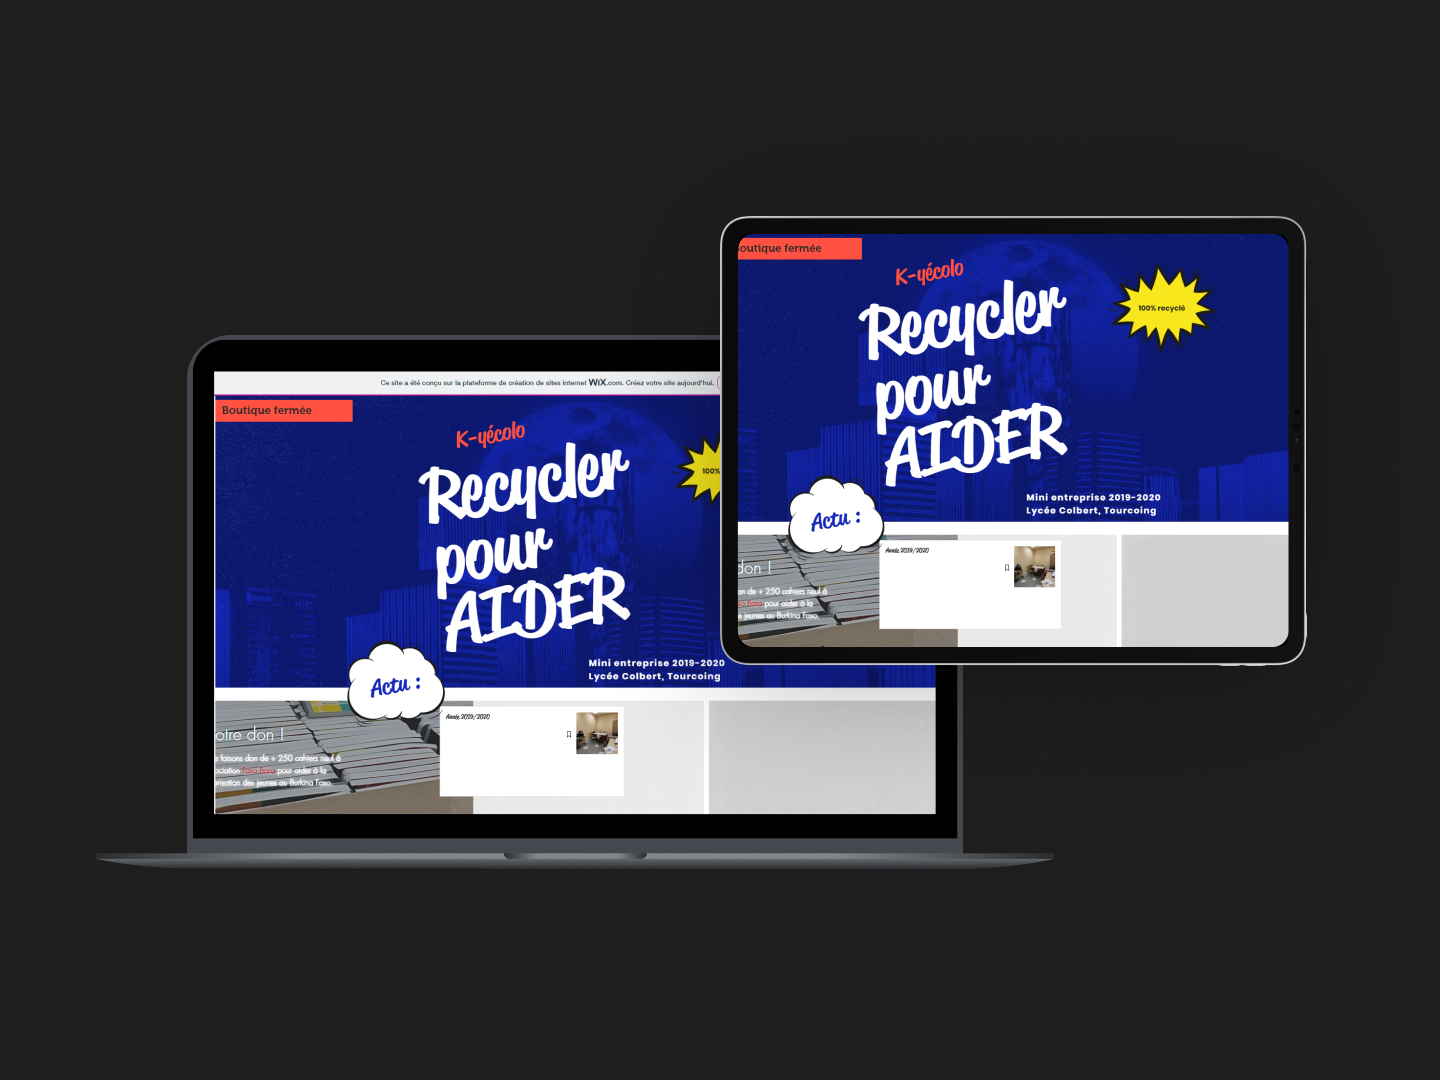 Ce site a été conçu sur la plateforme de création de sites internet WiX.com. Créez votre site aujourd'hui.
Boutique fermée
K-yécolo
Recycler
pour
AIDER
100%
Mini entreprise 2019-2020
Lycée Colbert, Tourcoing
Actu :
otre don !
faisons don de + 250 cahiers neuf à
ociation Faso Baro pour aider à la
risation des jeunes au Burkina Faso.
Année 2019/2020
outique fermée
K-yécolo
Recycler
pour
AIDER
100% recyclé
Mini entreprise 2019-2020
Lycée Colbert, Tourcoing
Actu :
don !
on de + 250 cahiers neuf à
pour aider à la
jeunes au Burkina Faso.
Année 2019/2020